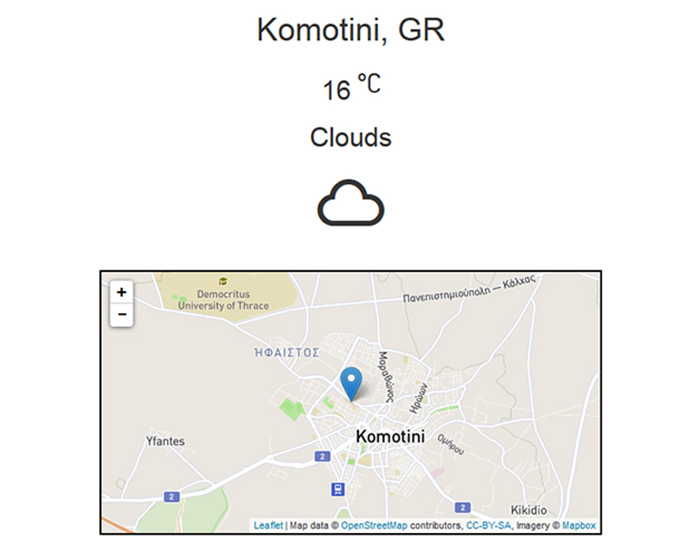 Komotini, GR
16 °C
Clouds
+
−
Democritus
University of Thrace
Πανεπιστημιούπολη — Κάλχας
ΉΦΑΙΣΤΟΣ
Μαραθώνος
Ηρώων
Komotini
Ομήρου
Yfantes
2
2
2
Kikidio
Leaflet | Map data © OpenStreetMap contributors, CC-BY-SA, Imagery © Mapbox